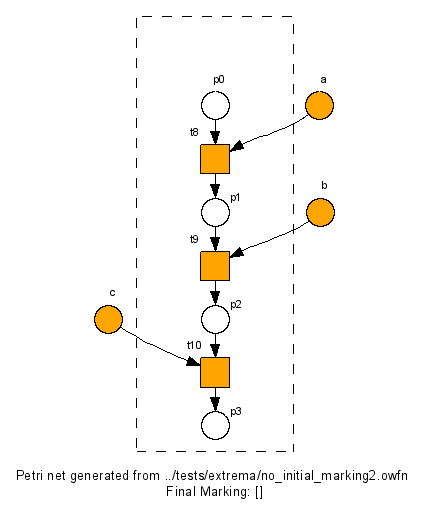 p0
a
t8
p1
b
t9
c
p2
t10
p3
Petri net generated from ../tests/extrema/no_initial_marking2.owfn
Final Marking: []